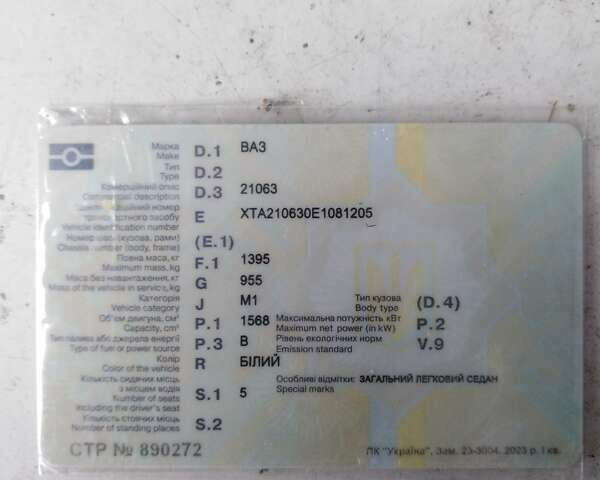 Марка D.1 ВАЗ
Make
Тип D.2
Type
Комерційний опис D.3 21063
Commercial description
Ідентифікаційний номер
транспортного засобу E XTA210630E1081205
Vehicle identification number
Номер шасі (кузова, рами) (E.1)
Chassis number (body, frame)
Повна маса, кг F.1 1395
Maximum mass, kg
Маса без навантаження, кг G 955
Mass of the vehicle in service, kg
Категорія J M1 Тип кузова (D.4)
Vehicle category Body type
Об'єм двигуна, см³ P.1 1568 Максимальна потужність кВт P.2
Capacity, cm³ Maximum net power (in kW)
Тип палива або джерела енергії P.3 B Рівень екологічних норм V.9
Type of fuel or power source Emission standard
Колір R БІЛИЙ
Color of the vehicle
Кількість сидячих місць
з місцем водія S.1 5 Особливі відмітки: ЗАГАЛЬНИЙ ЛЕГКОВИЙ СЕДАН
Number of seats Special marks
including the driver's seat
Кількість стоячих місць S.2
Number of standing places
СТР № 890272 ПК "Україна", Зам. 23-3004, 2023 р. І кв.